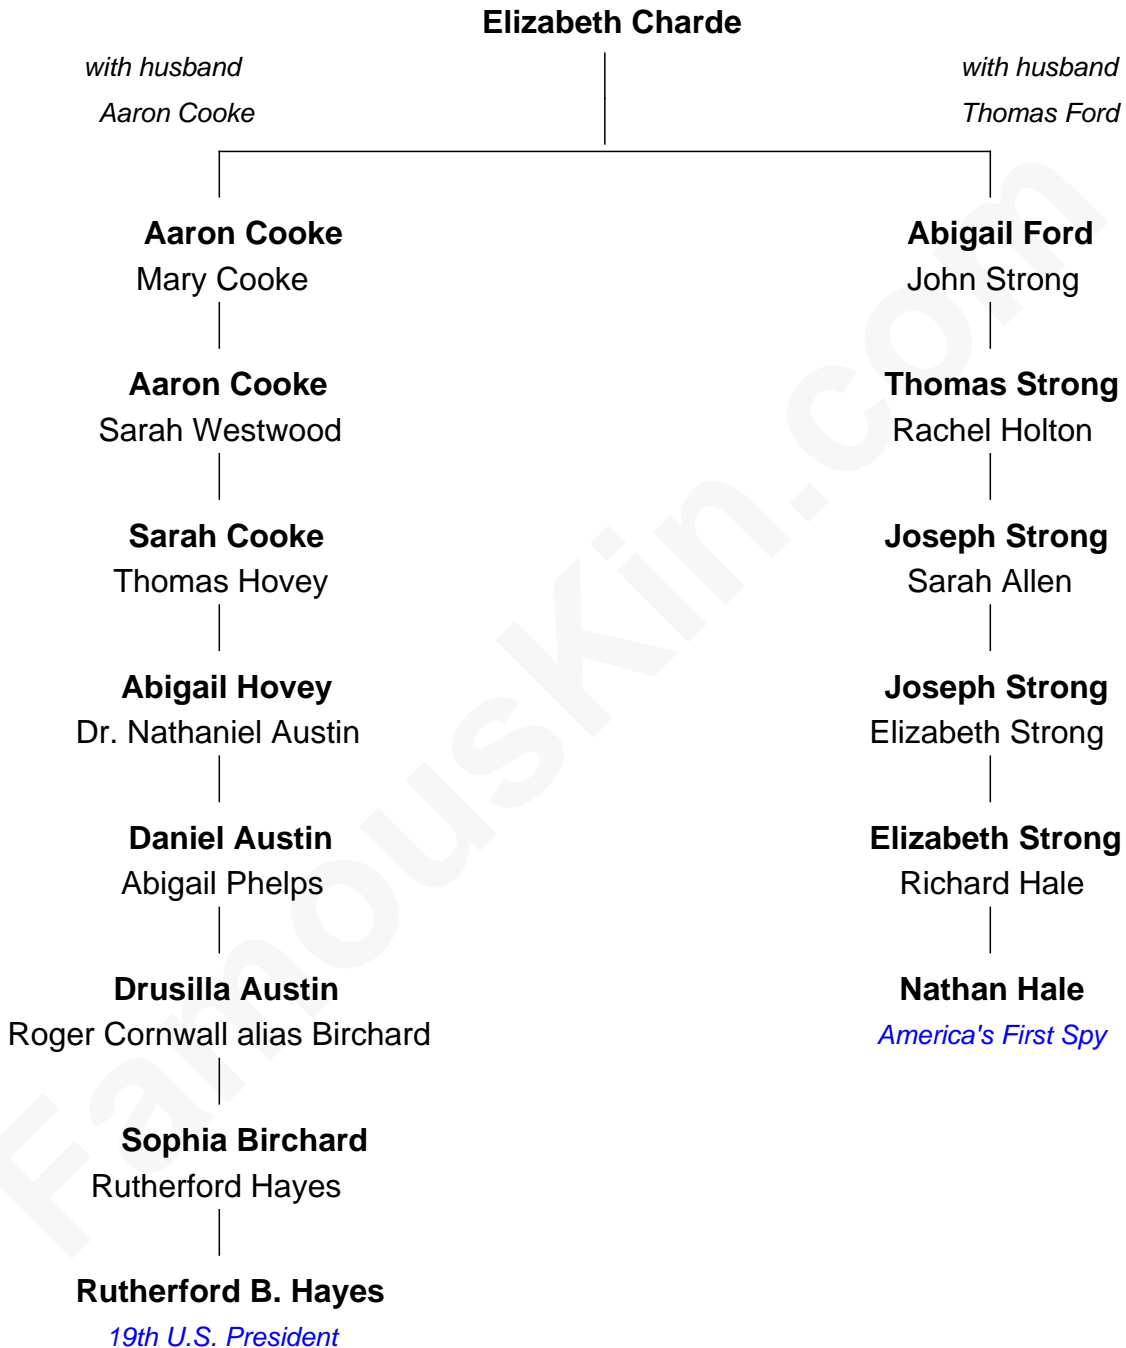 Elizabeth Charde
with husband
Aaron Cooke
with husband
Thomas Ford
Aaron Cooke
Mary Cooke
Abigail Ford
John Strong
Aaron Cooke
Sarah Westwood
Thomas Strong
Rachel Holton
Sarah Cooke
Thomas Hovey
Joseph Strong
Sarah Allen
Abigail Hovey
Dr. Nathaniel Austin
Joseph Strong
Elizabeth Strong
Daniel Austin
Abigail Phelps
Elizabeth Strong
Richard Hale
Drusilla Austin
Roger Cornwall alias Birchard
Nathan Hale
America's First Spy
Sophia Birchard
Rutherford Hayes
Rutherford B. Hayes
19th U.S. President
FamousKin.com